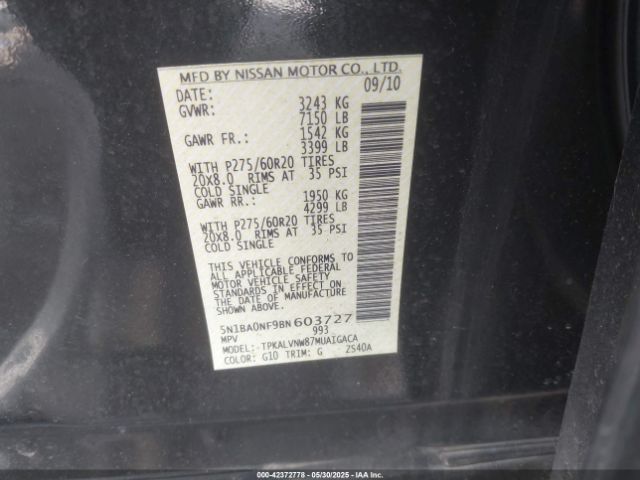 MFD BY NISSAN MOTOR CO., LTD.
DATE: 09/10
GVWR: 3243 KG
7150 LB
GAWR FR.: 1542 KG
3399 LB
WITH P275/60R20 TIRES
20X8.0 RIMS AT 35 PSI
COLD SINGLE
GAWR RR.: 1950 KG
4299 LB
WITH P275/60R20 TIRES
20X8.0 RIMS AT 35 PSI
COLD SINGLE
THIS VEHICLE CONFORMS TO
ALL APPLICABLE FEDERAL
MOTOR VEHICLE SAFETY
STANDARDS IN EFFECT ON
THE DATE OF MANUFACTURE
SHOWN ABOVE.
5N1BA0NF9BN603727
MPV 993
MODEL:-TPKALVNW87MUAIGACA
COLOR: G10 TRIM: G ZS40A
© 42372778 — 05/30/2025 — IAAI